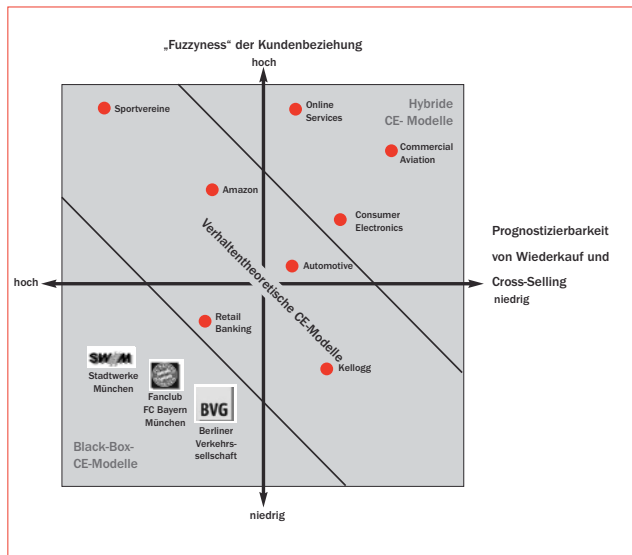 „Fuzzyness“ der Kundenbeziehung
hoch
Sportvereine
Online
Services
Hybride
CE- Modelle
Commercial
Aviation
Amazon
Consumer
Electronics
Prognostizierbarkeit
von Wiederkauf und
Cross-Selling
niedrig
Verhaltentheoretische CE-Modelle
Automotive
hoch
Retail
Banking
Kellogg
SWM
Stadtwerke
München
Fanclub
FC Bayern
München
BVG
Berliner
Verkehrs-
sellschaft
Black-Box-
CE-Modelle
niedrig